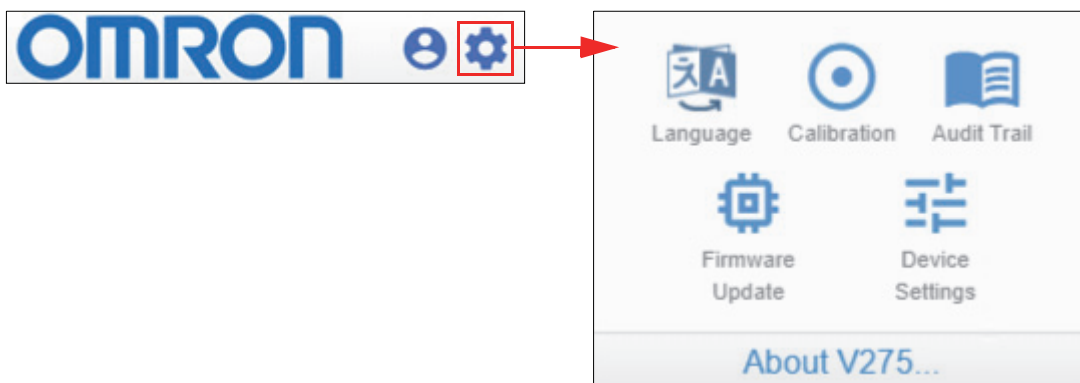 OMRON
Language Calibration Audit Trail
Firmware
Update
Device
Settings
About V275...